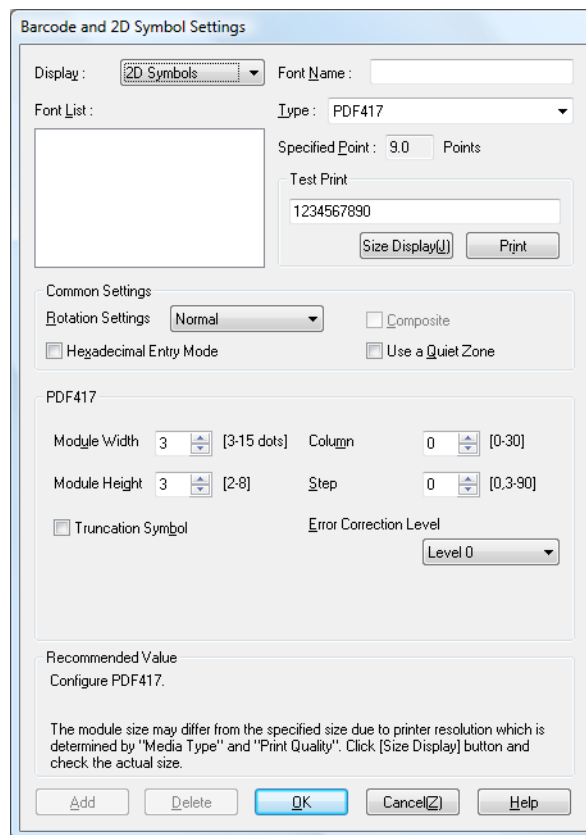 Barcode and 2D Symbol Settings
Display : 2D Symbols Font Name :
Font List : Type : PDF417
Specified Point : 9.0 Points
Test Print
1234567890
Size Display(J) Print
Common Settings
Rotation Settings Normal Composite
Hexadecimal Entry Mode Use a Quiet Zone
PDF417
Module Width 3 [3-15 dots] Column 0 [0-30]
Module Height 3 [2-8] Step 0 [0,3-90]
Truncation Symbol Error Correction Level
Level 0
Recommended Value
Configure PDF417.
The module size may differ from the specified size due to printer resolution which is
determined by "Media Type" and "Print Quality". Click [Size Display] button and
check the actual size.
Add Delete OK Cancel(Z) Help